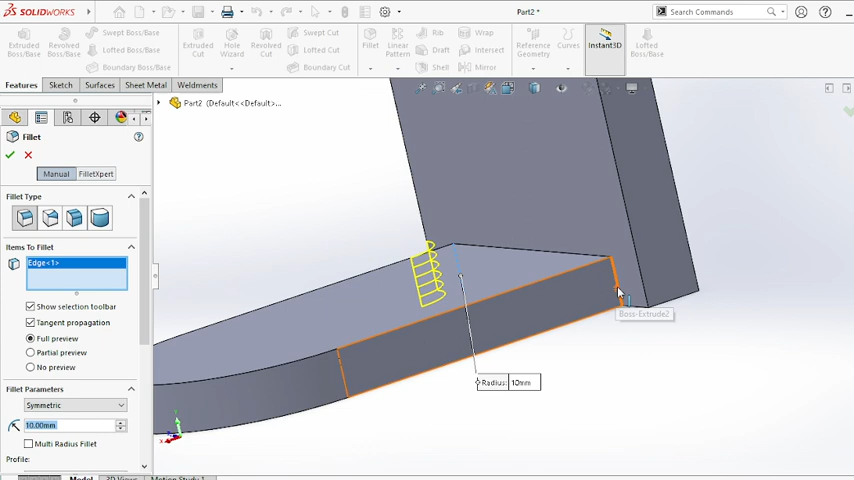 SOLIDWORKS
Part2 *
Search Commands
Extruded Boss/Base
Revolved Boss/Base
Swept Boss/Base
Lofted Boss/Base
Boundary Boss/Base
Extruded Cut
Hole Wizard
Revolved Cut
Swept Cut
Lofted Cut
Boundary Cut
Fillet
Linear Pattern
Rib
Draft
Shell
Wrap
Intersect
Mirror
Reference Geometry
Curves
Instant3D
Lofted Boss/Base
Features
Sketch
Surfaces
Sheet Metal
Weldments
Part2 (Default<<Default>...
Fillet
Manual
FilletXpert
Fillet Type
Items To Fillet
Edge<1>
Show selection toolbar
Tangent propagation
Full preview
Partial preview
No preview
Fillet Parameters
Symmetric
10.00mm
Multi Radius Fillet
Profile:
Boss-Extrude2
Radius: 10mm
Model
3D Views
Motion Study 1